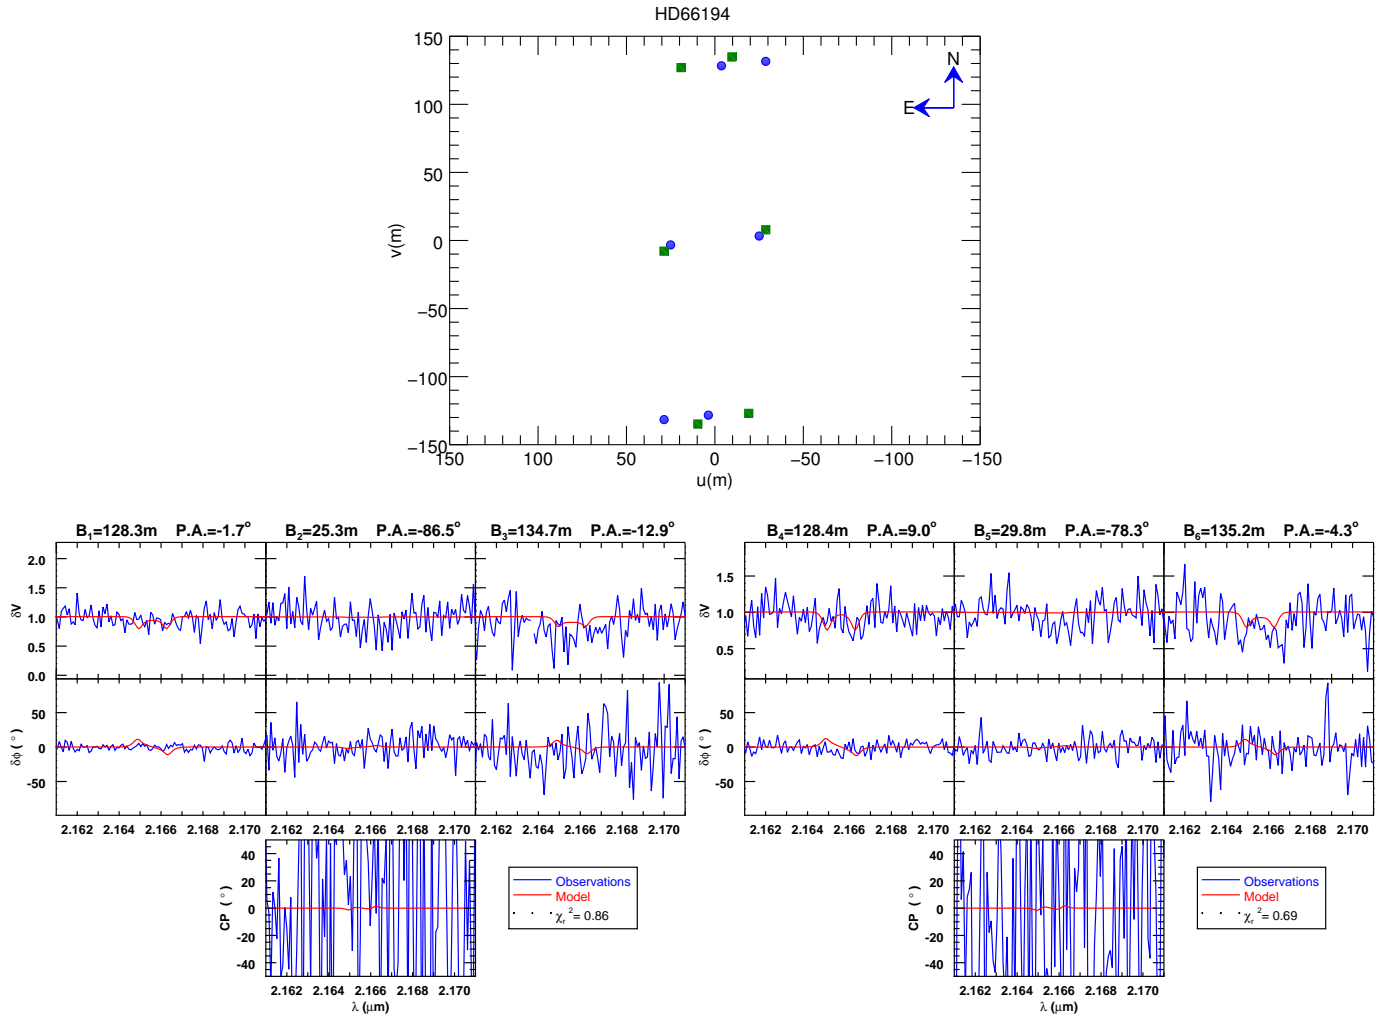 HD66194
150
100
50
0
−50
−100
−150
v(m)
150 100 50 0 −50 −100 −150
u(m)
N
E
B₁=128.3m P.A.=-1.7° B₂=25.3m P.A.=-86.5° B₃=134.7m P.A.=-12.9°
B₄=128.4m P.A.=9.0° B₅=29.8m P.A.=-78.3° B₆=135.2m P.A.=-4.3°
2.0
1.5
1.0
0.5
0.0
δV
50
0
-50
δϕ ( ° )
1.5
1.0
0.5
δV
50
0
-50
δϕ ( ° )
2.162 2.164 2.166 2.168 2.170 2.162 2.164 2.166 2.168 2.170 2.162 2.164 2.166 2.168 2.170
2.162 2.164 2.166 2.168 2.170 2.162 2.164 2.166 2.168 2.170 2.162 2.164 2.166 2.168 2.170
40
20
0
-20
-40
CP ( ° )
2.162 2.164 2.166 2.168 2.170
λ (μm)
Observations
Model
χᵣ²= 0.86
40
20
0
-20
-40
CP ( ° )
2.162 2.164 2.166 2.168 2.170
λ (μm)
Observations
Model
χᵣ²= 0.69